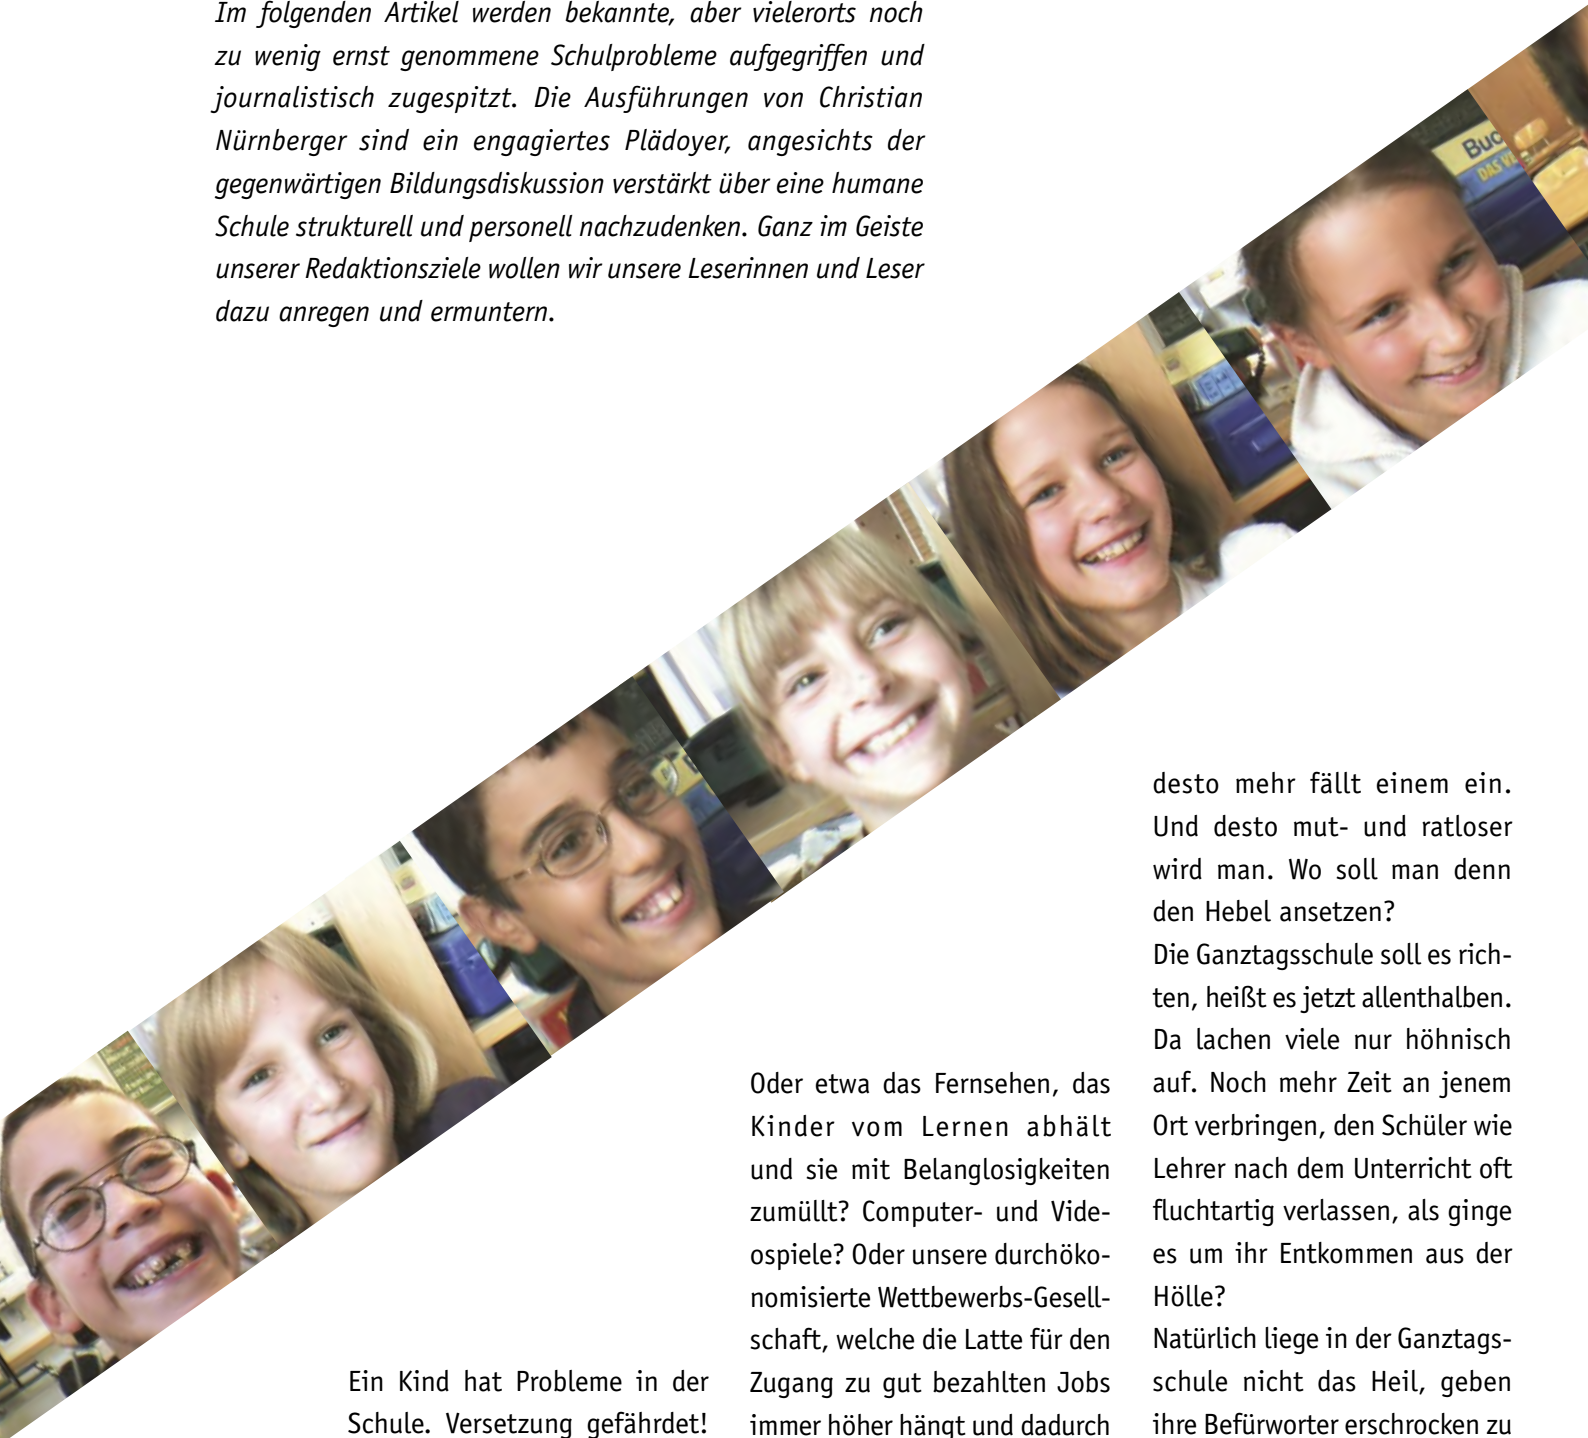 Im folgenden Artikel werden bekannte, aber vielerorts noch
zu wenig ernst genommene Schulprobleme aufgegriffen und
journalistisch zugespitzt. Die Ausführungen von Christian
Nürnberger sind ein engagiertes Plädoyer, angesichts der
gegenwärtigen Bildungsdiskussion verstärkt über eine humane
Schule strukturell und personell nachzudenken. Ganz im Geiste
unserer Redaktionsziele wollen wir unsere Leserinnen und Leser
dazu anregen und ermuntern.
Ein Kind hat Probleme in der
Schule. Versetzung gefährdet!
Oder etwa das Fernsehen, das
Kinder vom Lernen abhält
und sie mit Belanglosigkeiten
zumüllt? Computer- und Vide-
ospiele? Oder unsere durchöko-
nomisierte Wettbewerbs-Gesell-
schaft, welche die Latte für den
Zugang zu gut bezahlten Jobs
immer höher hängt und dadurch
desto mehr fällt einem ein.
Und desto mut- und ratloser
wird man. Wo soll man denn
den Hebel ansetzen?
Die Ganztagsschule soll es rich-
ten, heißt es jetzt allenthalben.
Da lachen viele nur höhnisch
auf. Noch mehr Zeit an jenem
Ort verbringen, den Schüler wie
Lehrer nach dem Unterricht oft
fluchtartig verlassen, als ginge
es um ihr Entkommen aus der
Hölle?
Natürlich liege in der Ganztags-
schule nicht das Heil, geben
ihre Befürworter erschrocken zu